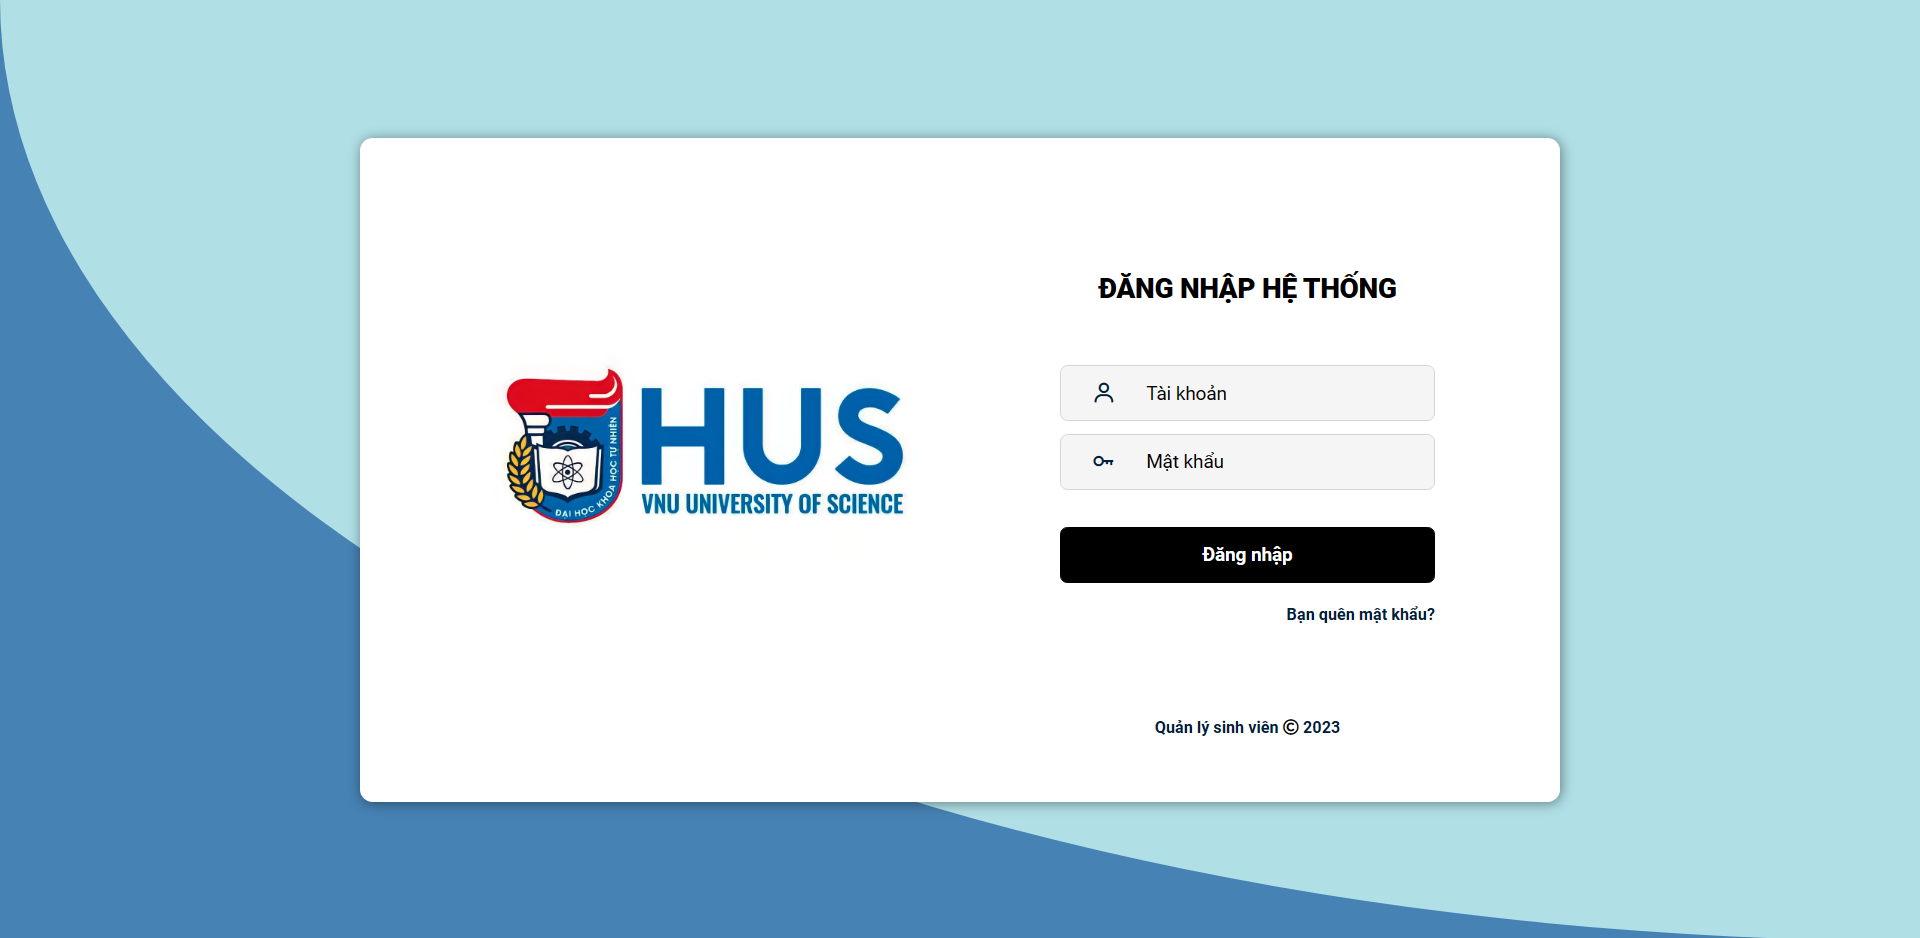 HUS
VNU UNIVERSITY OF SCIENCE
ĐẠI HỌC KHOA HỌC TỰ NHIÊN
ĐĂNG NHẬP HỆ THỐNG
Tài khoản
Mật khẩu
Đăng nhập
Bạn quên mật khẩu?
Quản lý sinh viên © 2023